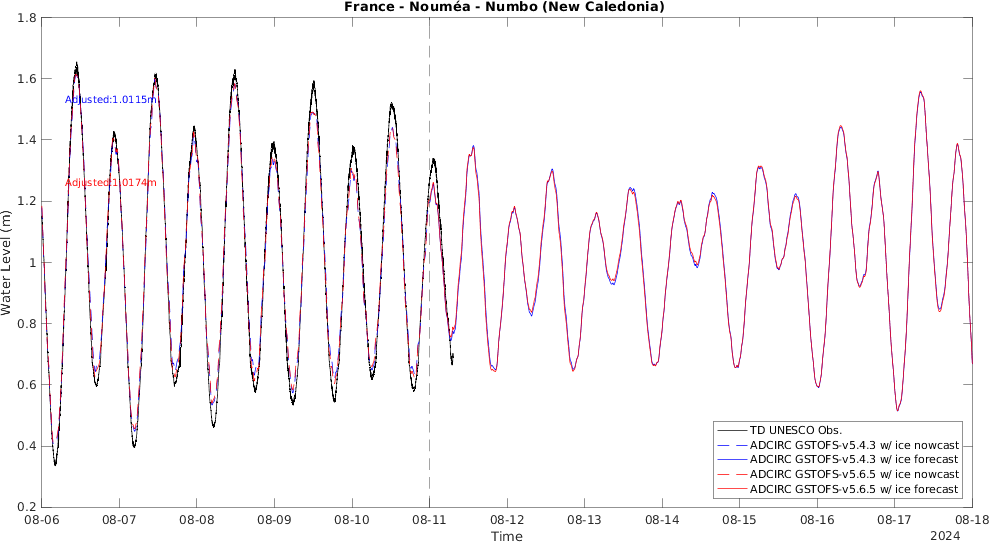 France - Nouméa - Numbo (New Caledonia)
Water Level (m)
1.8
1.6
1.4
1.2
1
0.8
0.6
0.4
0.2
Adjusted:1.0115m
Adjusted:1.0174m
TD UNESCO Obs.
ADCIRC GSTOFS-v5.4.3 w/ ice nowcast
ADCIRC GSTOFS-v5.4.3 w/ ice forecast
ADCIRC GSTOFS-v5.6.5 w/ ice nowcast
ADCIRC GSTOFS-v5.6.5 w/ ice forecast
08-06 08-07 08-08 08-09 08-10 08-11 08-12 08-13 08-14 08-15 08-16 08-17 08-18
Time
2024